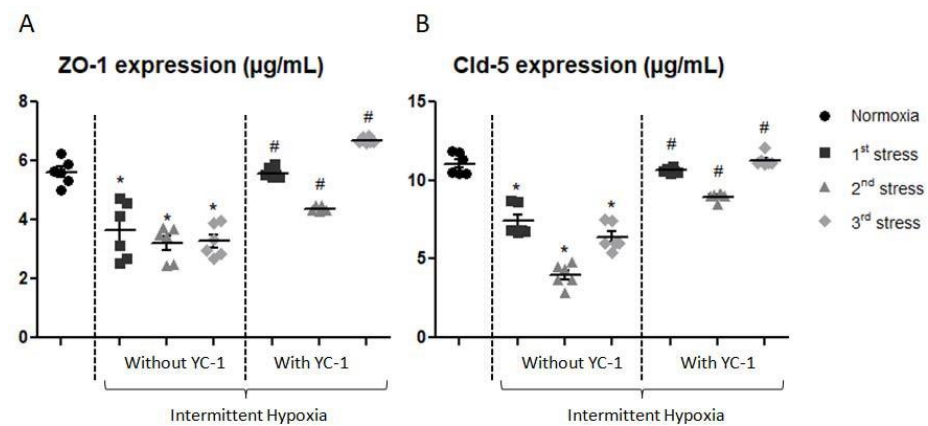 A
ZO-1 expression (µg/mL)
8
6
4
2
0
*
*
*
#
#
#
Without YC-1
With YC-1
Intermittent Hypoxia
B
Cld-5 expression (µg/mL)
15
10
5
0
*
*
*
#
#
#
Without YC-1
With YC-1
Intermittent Hypoxia
Normoxia
1st stress
2nd stress
3rd stress